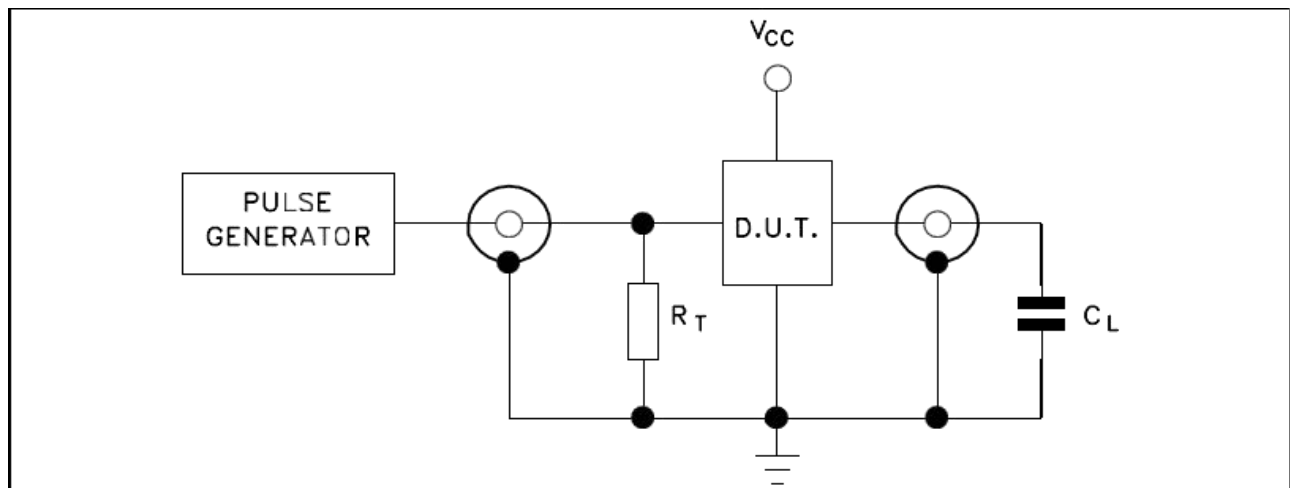 VCC
PULSE
GENERATOR
D.U.T.
RT
CL